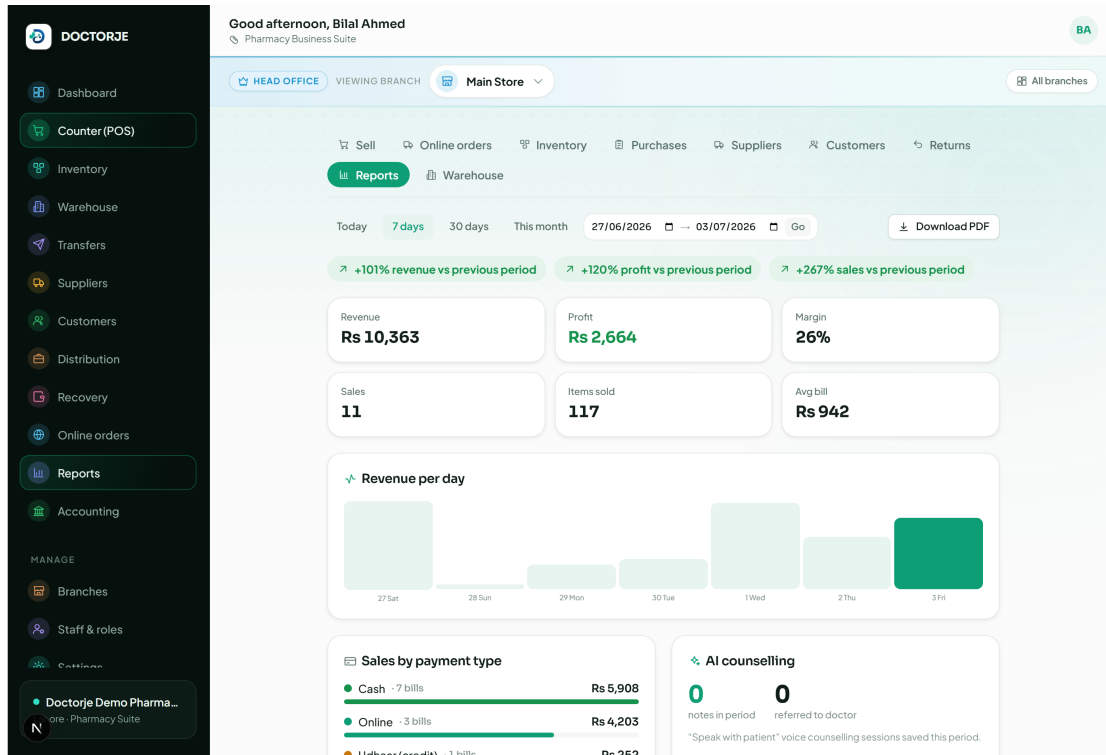 DOCTORJE
Dashboard
Counter (POS)
Inventory
Warehouse
Transfers
Suppliers
Customers
Distribution
Recovery
Online orders
Reports
Accounting
MANAGE
Branches
Staff & roles
Settings
Doctorje Demo Pharma...
ore · Pharmacy Suite
N
Good afternoon, Bilal Ahmed
Pharmacy Business Suite
BA
HEAD OFFICE VIEWING BRANCH Main Store
All branches
Sell Online orders Inventory Purchases Suppliers Customers Returns
Reports Warehouse
Today 7 days 30 days This month 27/06/2026 → 03/07/2026 Go Download PDF
+101% revenue vs previous period +120% profit vs previous period +267% sales vs previous period
Revenue
Rs 10,363
Profit
Rs 2,664
Margin
26%
Sales
11
Items sold
117
Avg bill
Rs 942
Revenue per day
27 Sat 28 Sun 29 Mon 30 Tue 1 Wed 2 Thu 3 Fri
Sales by payment type
Cash · 7 bills Rs 5,908
Online · 3 bills Rs 4,203
Udhaar (credit) · 1 bills Rs 252
AI counselling
0 0
notes in period referred to doctor
"Speak with patient" voice counselling sessions saved this period.